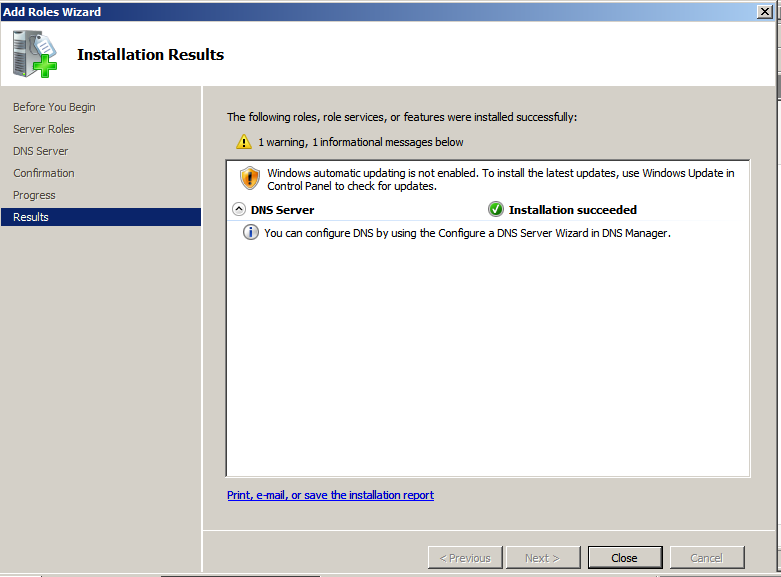 Add Roles Wizard
Installation Results
Before You Begin
Server Roles
DNS Server
Confirmation
Progress
Results
The following roles, role services, or features were installed successfully:
1 warning, 1 informational messages below
Windows automatic updating is not enabled. To install the latest updates, use Windows Update in
Control Panel to check for updates.
DNS Server Installation succeeded
You can configure DNS by using the Configure a DNS Server Wizard in DNS Manager.
Print, e-mail, or save the installation report
< Previous Next > Close Cancel